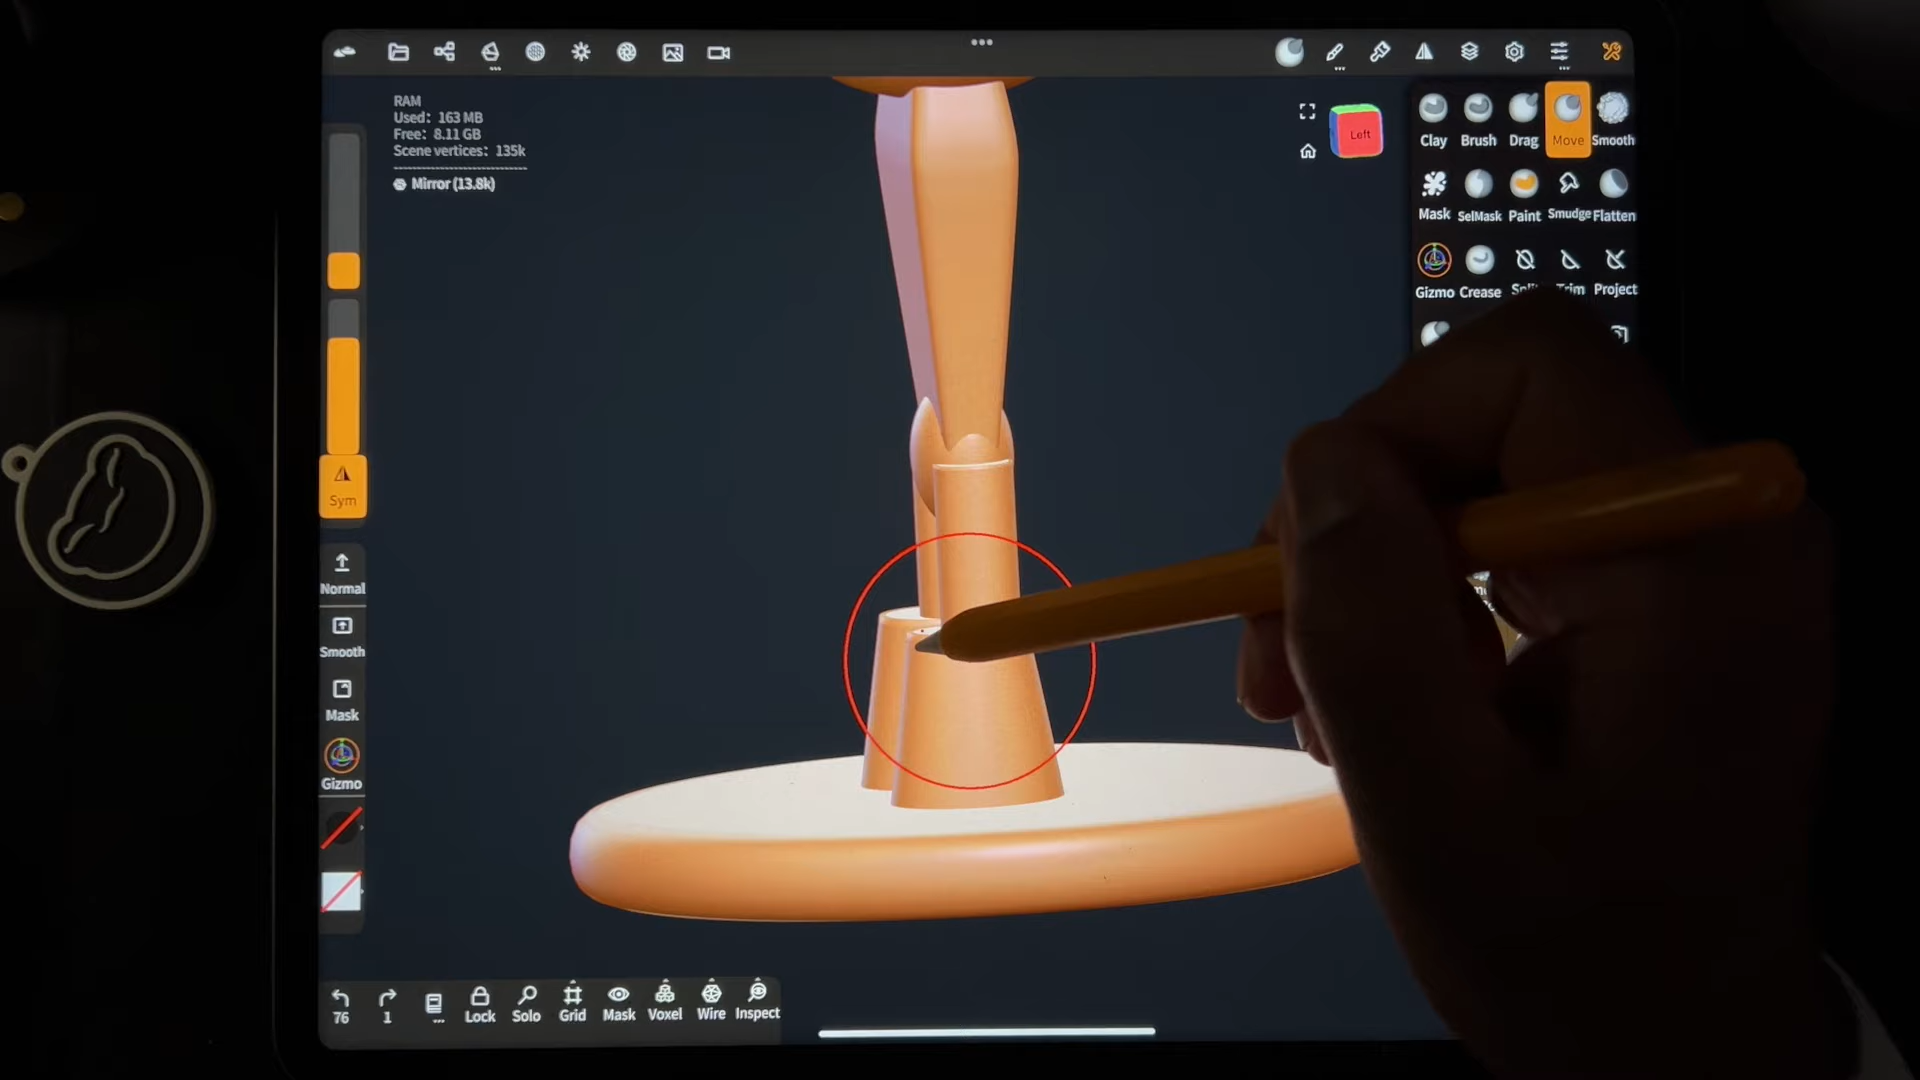 RAM
Used: 163 MB
Free: 8.11 GB
Scene vertices: 135k
Mirror (13.8k)
Left
Clay Brush Drag Move Smooth
Mask SelMask Paint Smudge Flatten
Gizmo Crease Split Trim Project
Sym
Normal
Smooth
Mask
Gizmo
76 1 Lock Solo Grid Mask Voxel Wire Inspect